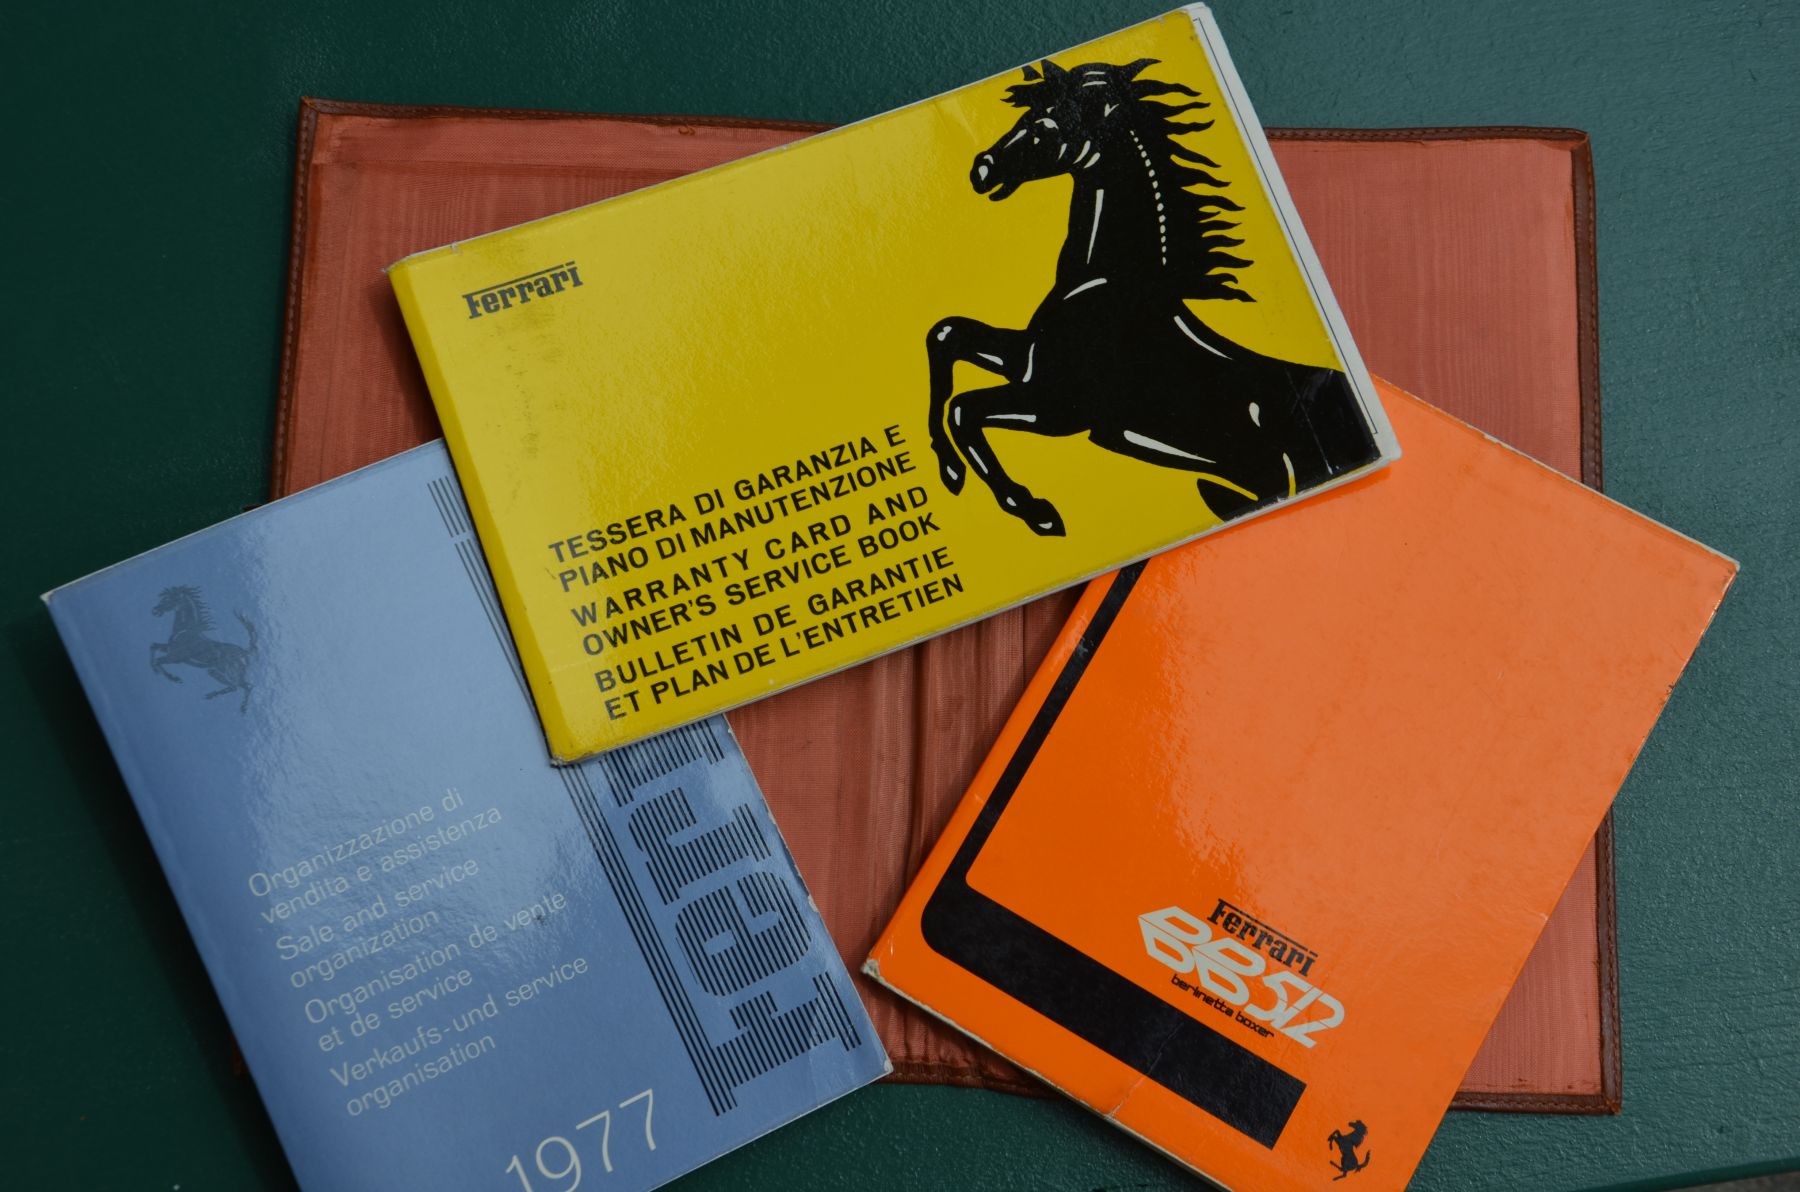 Ferrari
TESSERA DI GARANZIA E
PIANO DI MANUTENZIONE
WARRANTY CARD AND
OWNER'S SERVICE BOOK
BULLETIN DE GARANTIE
ET PLAN DE L'ENTRETIEN
Organizzazione di
vendita e assistenza
Sale and service
organization
Organisation de vente
et de service
Verkaufs-und service
organisation
1977
Ferrari
BB512
berlinetta boxer